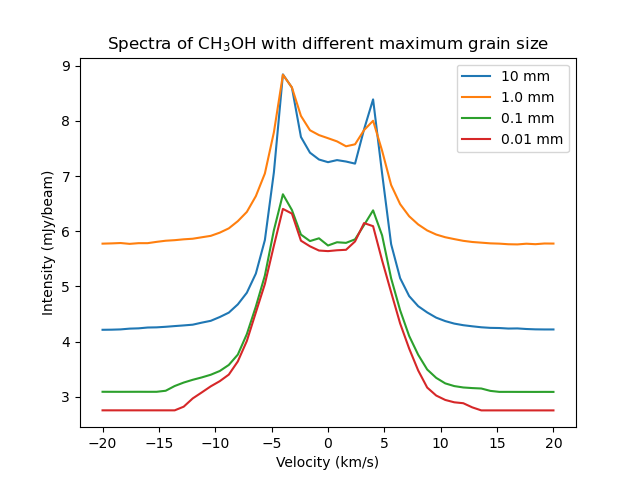 Spectra of CH₃OH with different maximum grain size
9
8
7
6
5
4
3
Intensity (mJy/beam)
10 mm
1.0 mm
0.1 mm
0.01 mm
−20 −15 −10 −5 0 5 10 15 20
Velocity (km/s)